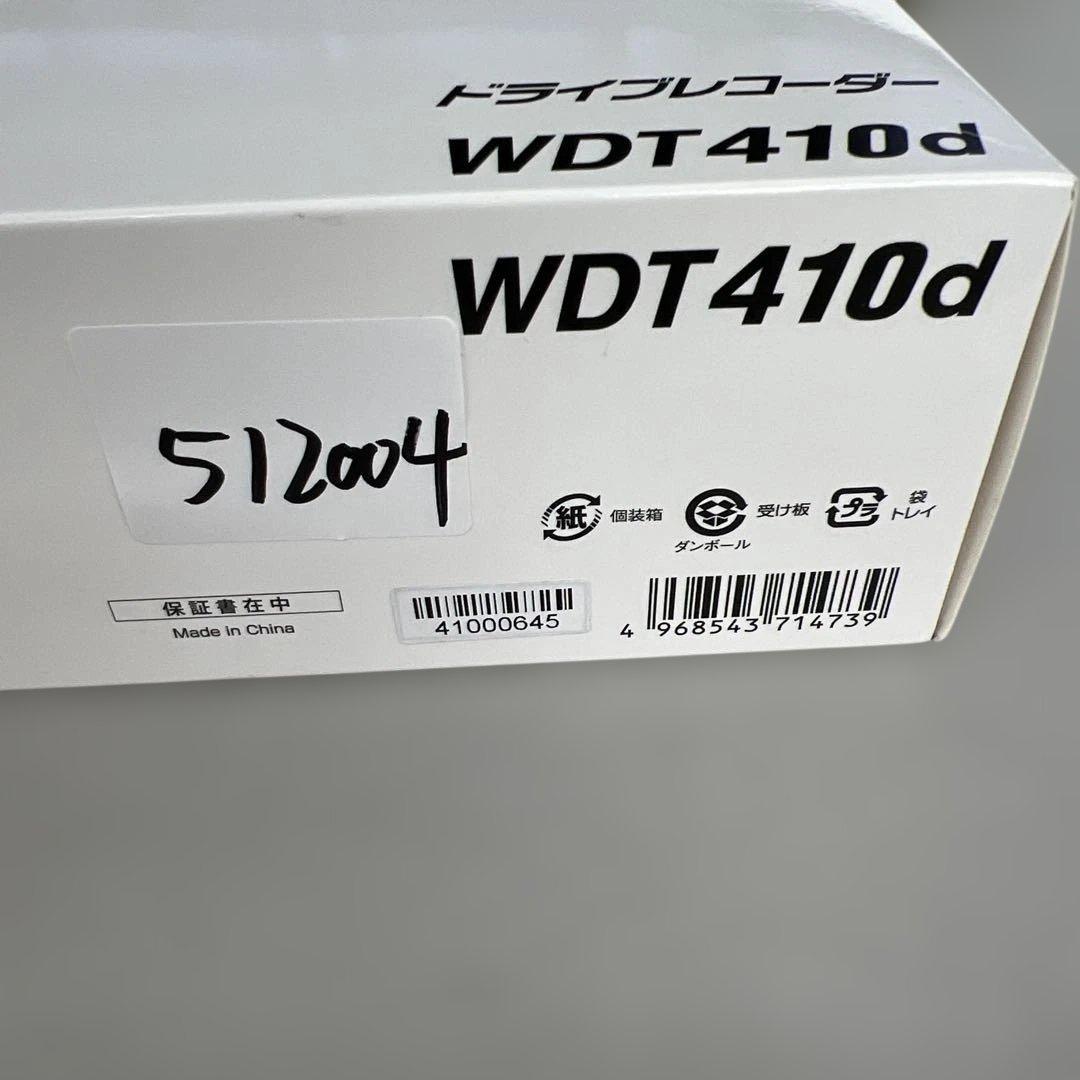 ドライブレコーダー
WDT410d
WDT410d
512004
紙 個装箱
ダンボール 受け板
プラ 袋 トレイ
保証書在中
Made in China
41000645
4 968543 714739